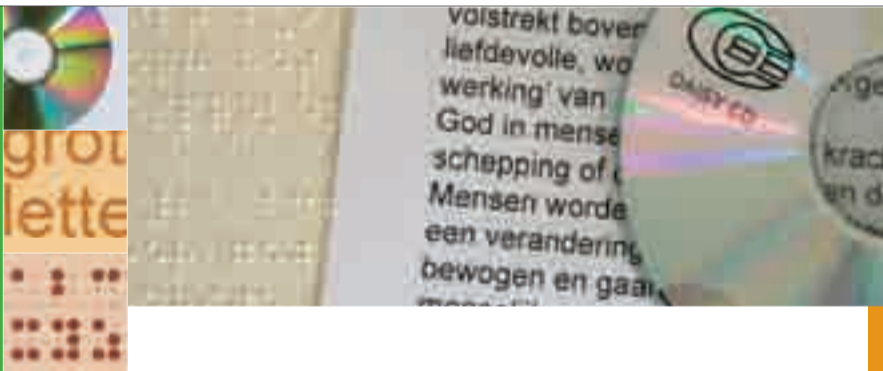 grot
lette
volstrekt boven
liefdevolle, wo
werking' van
God in mense
schepping of
Mensen worde
een verandering
bewogen en gaan
DAISY CD
krac
en d